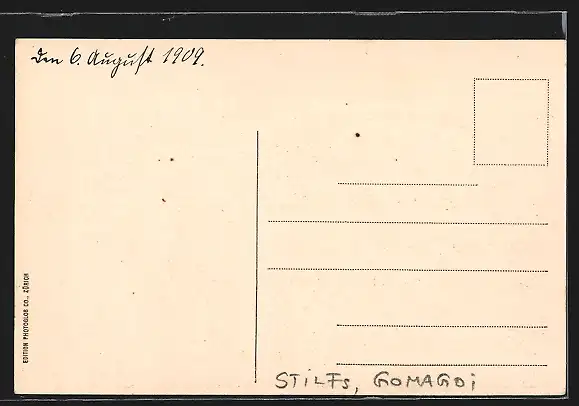 Den 6. August 1909.
EDITION PHOTOGLOB CO., ZÜRICH
STILFS, GOMAGOI